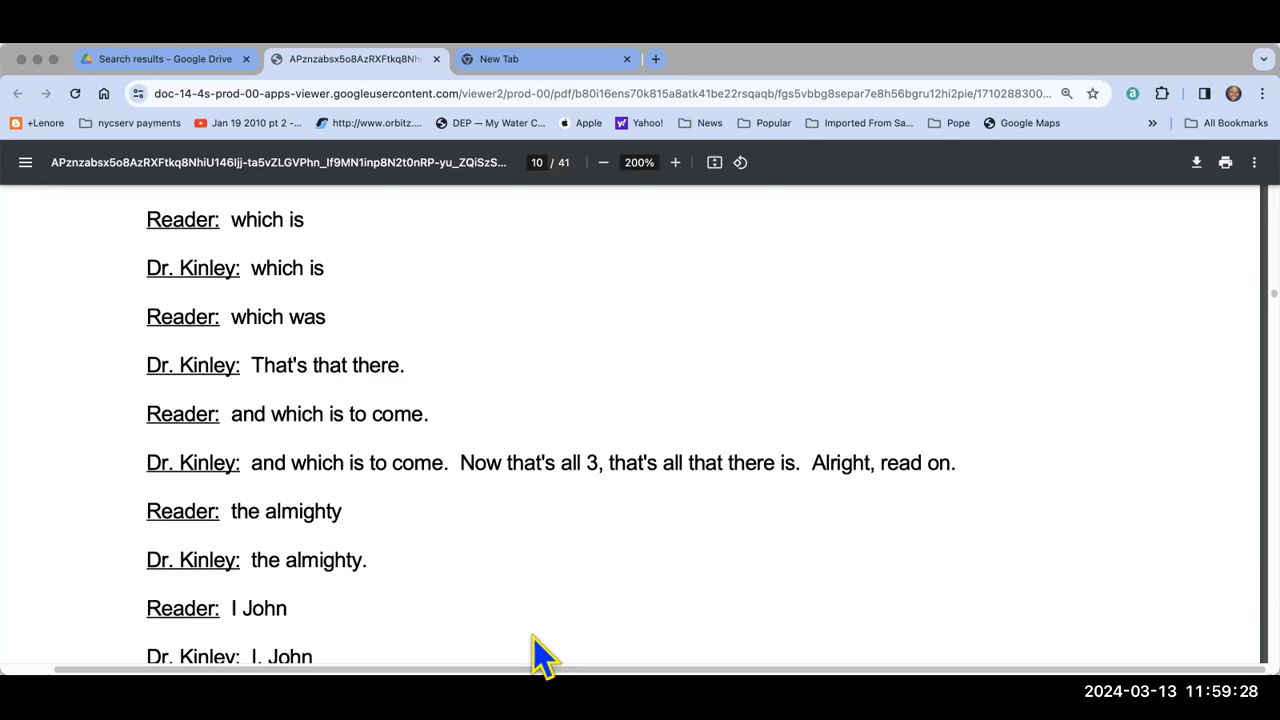 Search results - Google Drive
APznzabsx5o8AzRXFtkq8Nhi
New Tab
doc-14-4s-prod-00-apps-viewer.googleusercontent.com/viewer2/prod-00/pdf/b80i16ens70k815a8atk41be22rsqaqb/fgs5vbbg8separ7e8h56bgru12hi2pie/1710288300...
+Lenore
nycserv payments
Jan 19 2010 pt 2 -...
http://www.orbitz....
DEP — My Water C...
Apple
Yahoo!
News
Popular
Imported From Sa...
Pope
Google Maps
All Bookmarks
APznzabsx5o8AzRXFtkq8NhiU146Ijj-ta5vZLGVPhn_If9MN1inp8N2t0nRP-yu_ZQiSzS... 10 / 41 200%
Reader: which is
Dr. Kinley: which is
Reader: which was
Dr. Kinley: That's that there.
Reader: and which is to come.
Dr. Kinley: and which is to come. Now that's all 3, that's all that there is. Alright, read on.
Reader: the almighty
Dr. Kinley: the almighty.
Reader: I John
Dr. Kinley: I, John
2024-03-13 11:59:28